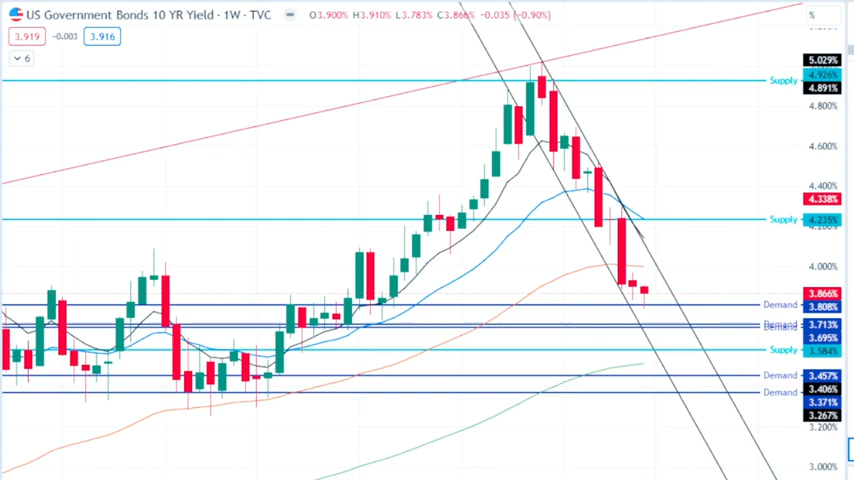 US Government Bonds 10 YR Yield · 1W · TVC O3.900% H3.910% L3.783% C3.866% -0.035 (-0.90%)
%
3.919 -0.003 3.916
6
5.029%
Supply 4.926%
4.891%
4.800%
4.600%
4.400%
4.338%
Supply 4.235%
4.000%
3.866%
Demand 3.808%
Demand 3.713%
3.695%
Supply 3.584%
Demand 3.457%
3.406%
Demand 3.371%
3.267%
3.200%
3.000%